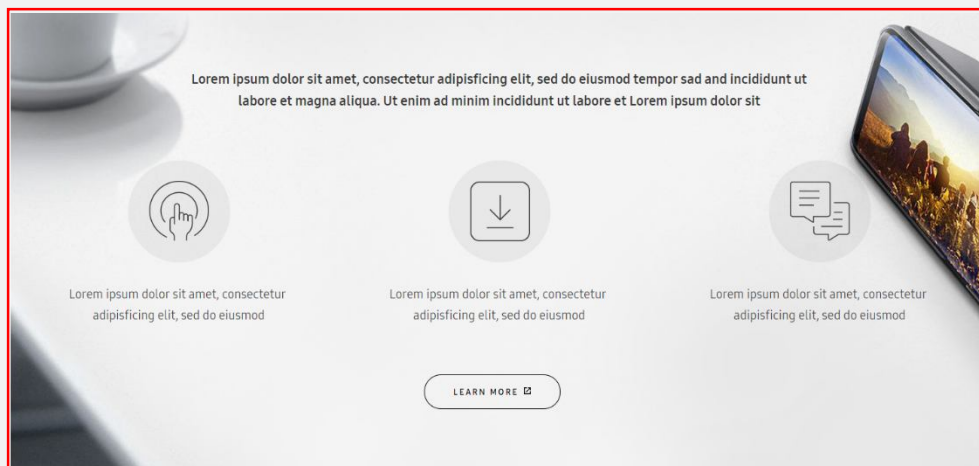 Lorem ipsum dolor sit amet, consectetur adipisficing elit, sed do eiusmod tempor sad and incididunt ut
labore et magna aliqua. Ut enim ad minim incididunt ut labore et Lorem ipsum dolor sit
Lorem ipsum dolor sit amet, consectetur
adipisficing elit, sed do eiusmod
Lorem ipsum dolor sit amet, consectetur
adipisficing elit, sed do eiusmod
Lorem ipsum dolor sit amet, consectetur
adipisficing elit, sed do eiusmod
LEARN MORE